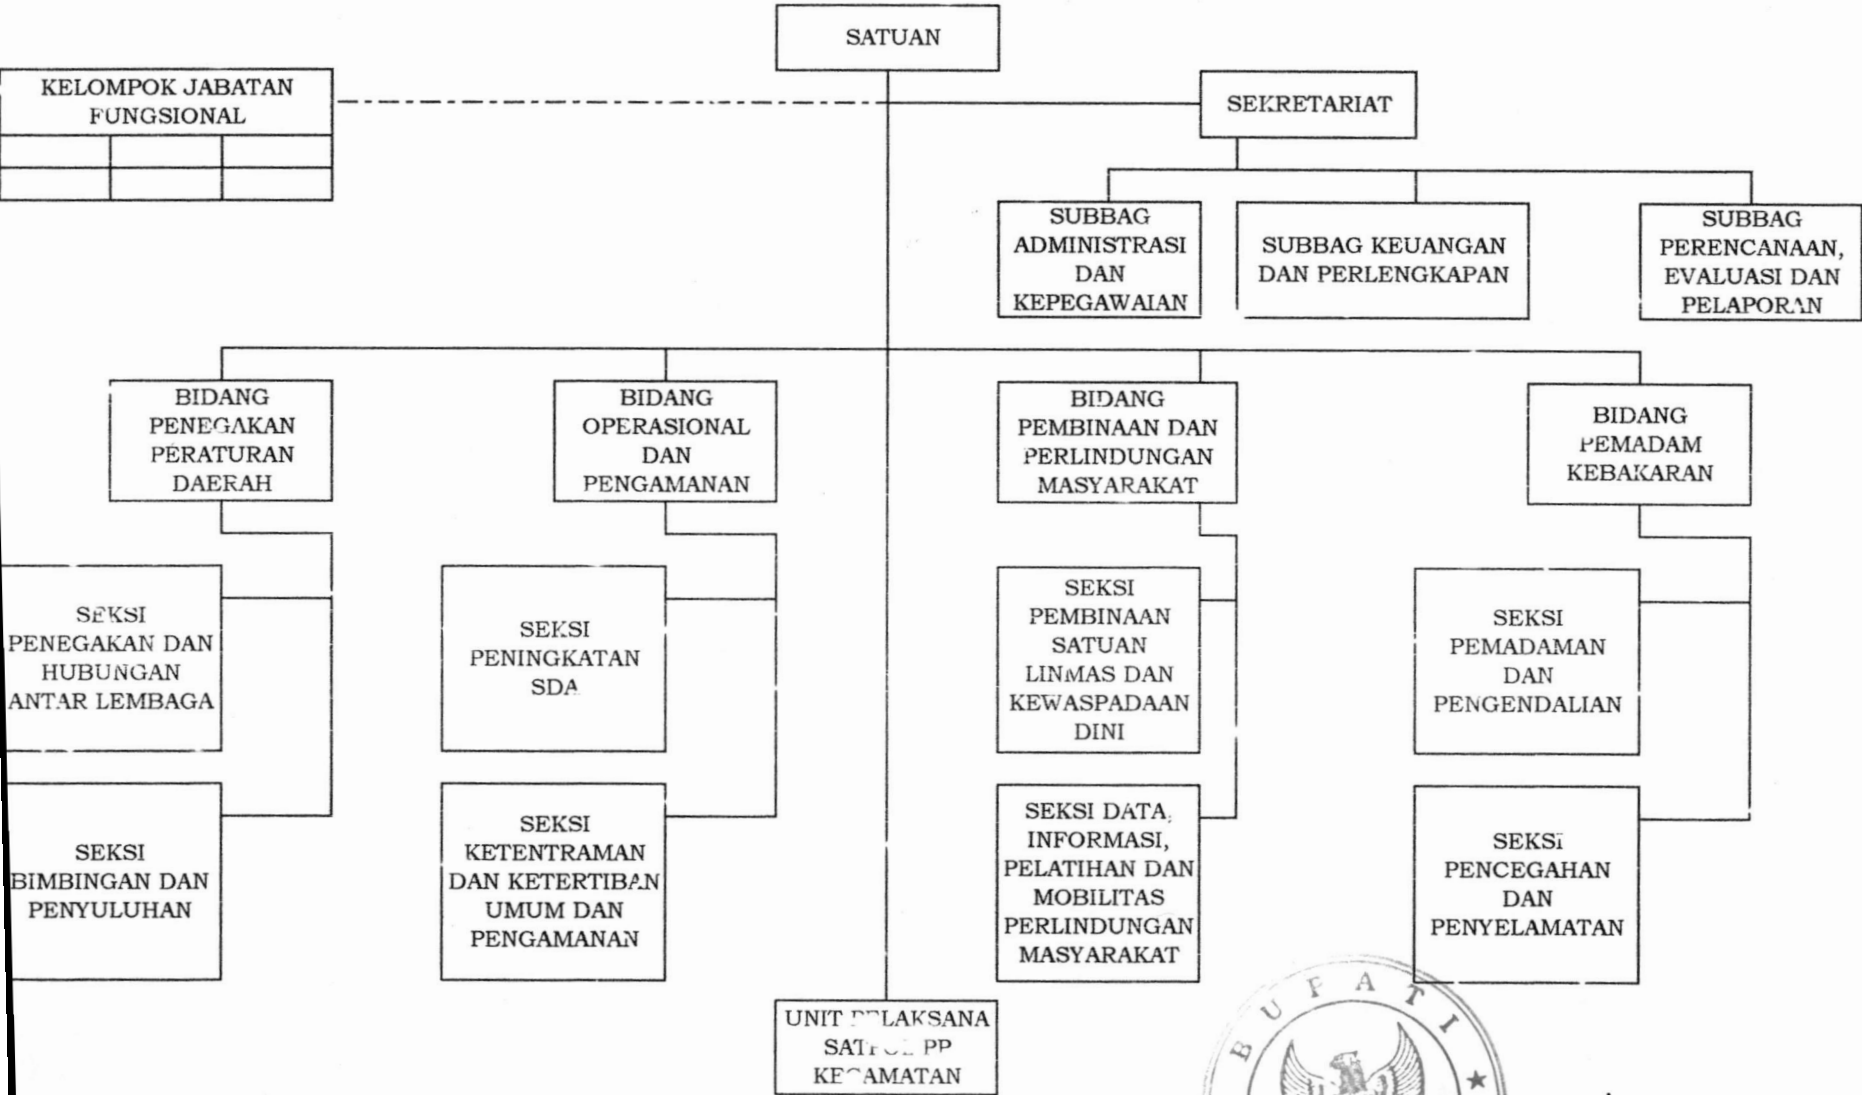 SATUAN
KELOMPOK JABATAN
FUNGSIONAL
SEKRETARIAT
SUBBAG
ADMINISTRASI
DAN
KEPEGAWAIAN
SUBBAG KEUANGAN
DAN PERLENGKAPAN
SUBBAG
PERENCANAAN,
EVALUASI DAN
PELAPORAN
BIDANG
PENEGAKAN
PERATURAN
DAERAH
BIDANG
OPERASIONAL
DAN
PENGAMANAN
BIDANG
PEMBINAAN DAN
PERLINDUNGAN
MASYARAKAT
BIDANG
PEMADAM
KEBAKARAN
SEKSI
PENEGAKAN DAN
HUBUNGAN
ANTAR LEMBAGA
SEKSI
PENINGKATAN
SDA
SEKSI
PEMBINAAN
SATUAN
LINMAS DAN
KEWASPADAAN
DINI
SEKSI
PEMADAMAN
DAN
PENGENDALIAN
SEKSI
BIMBINGAN DAN
PENYULUHAN
SEKSI
KETENTRAMAN
DAN KETERTIBAN
UMUM DAN
PENGAMANAN
SEKSI DATA,
INFORMASI,
PELATIHAN DAN
MOBILITAS
PERLINDUNGAN
MASYARAKAT
SEKSI
PENCEGAHAN
DAN
PENYELAMATAN
UNIT PELAKSANA
SATPOL PP
KECAMATAN
BUPATI